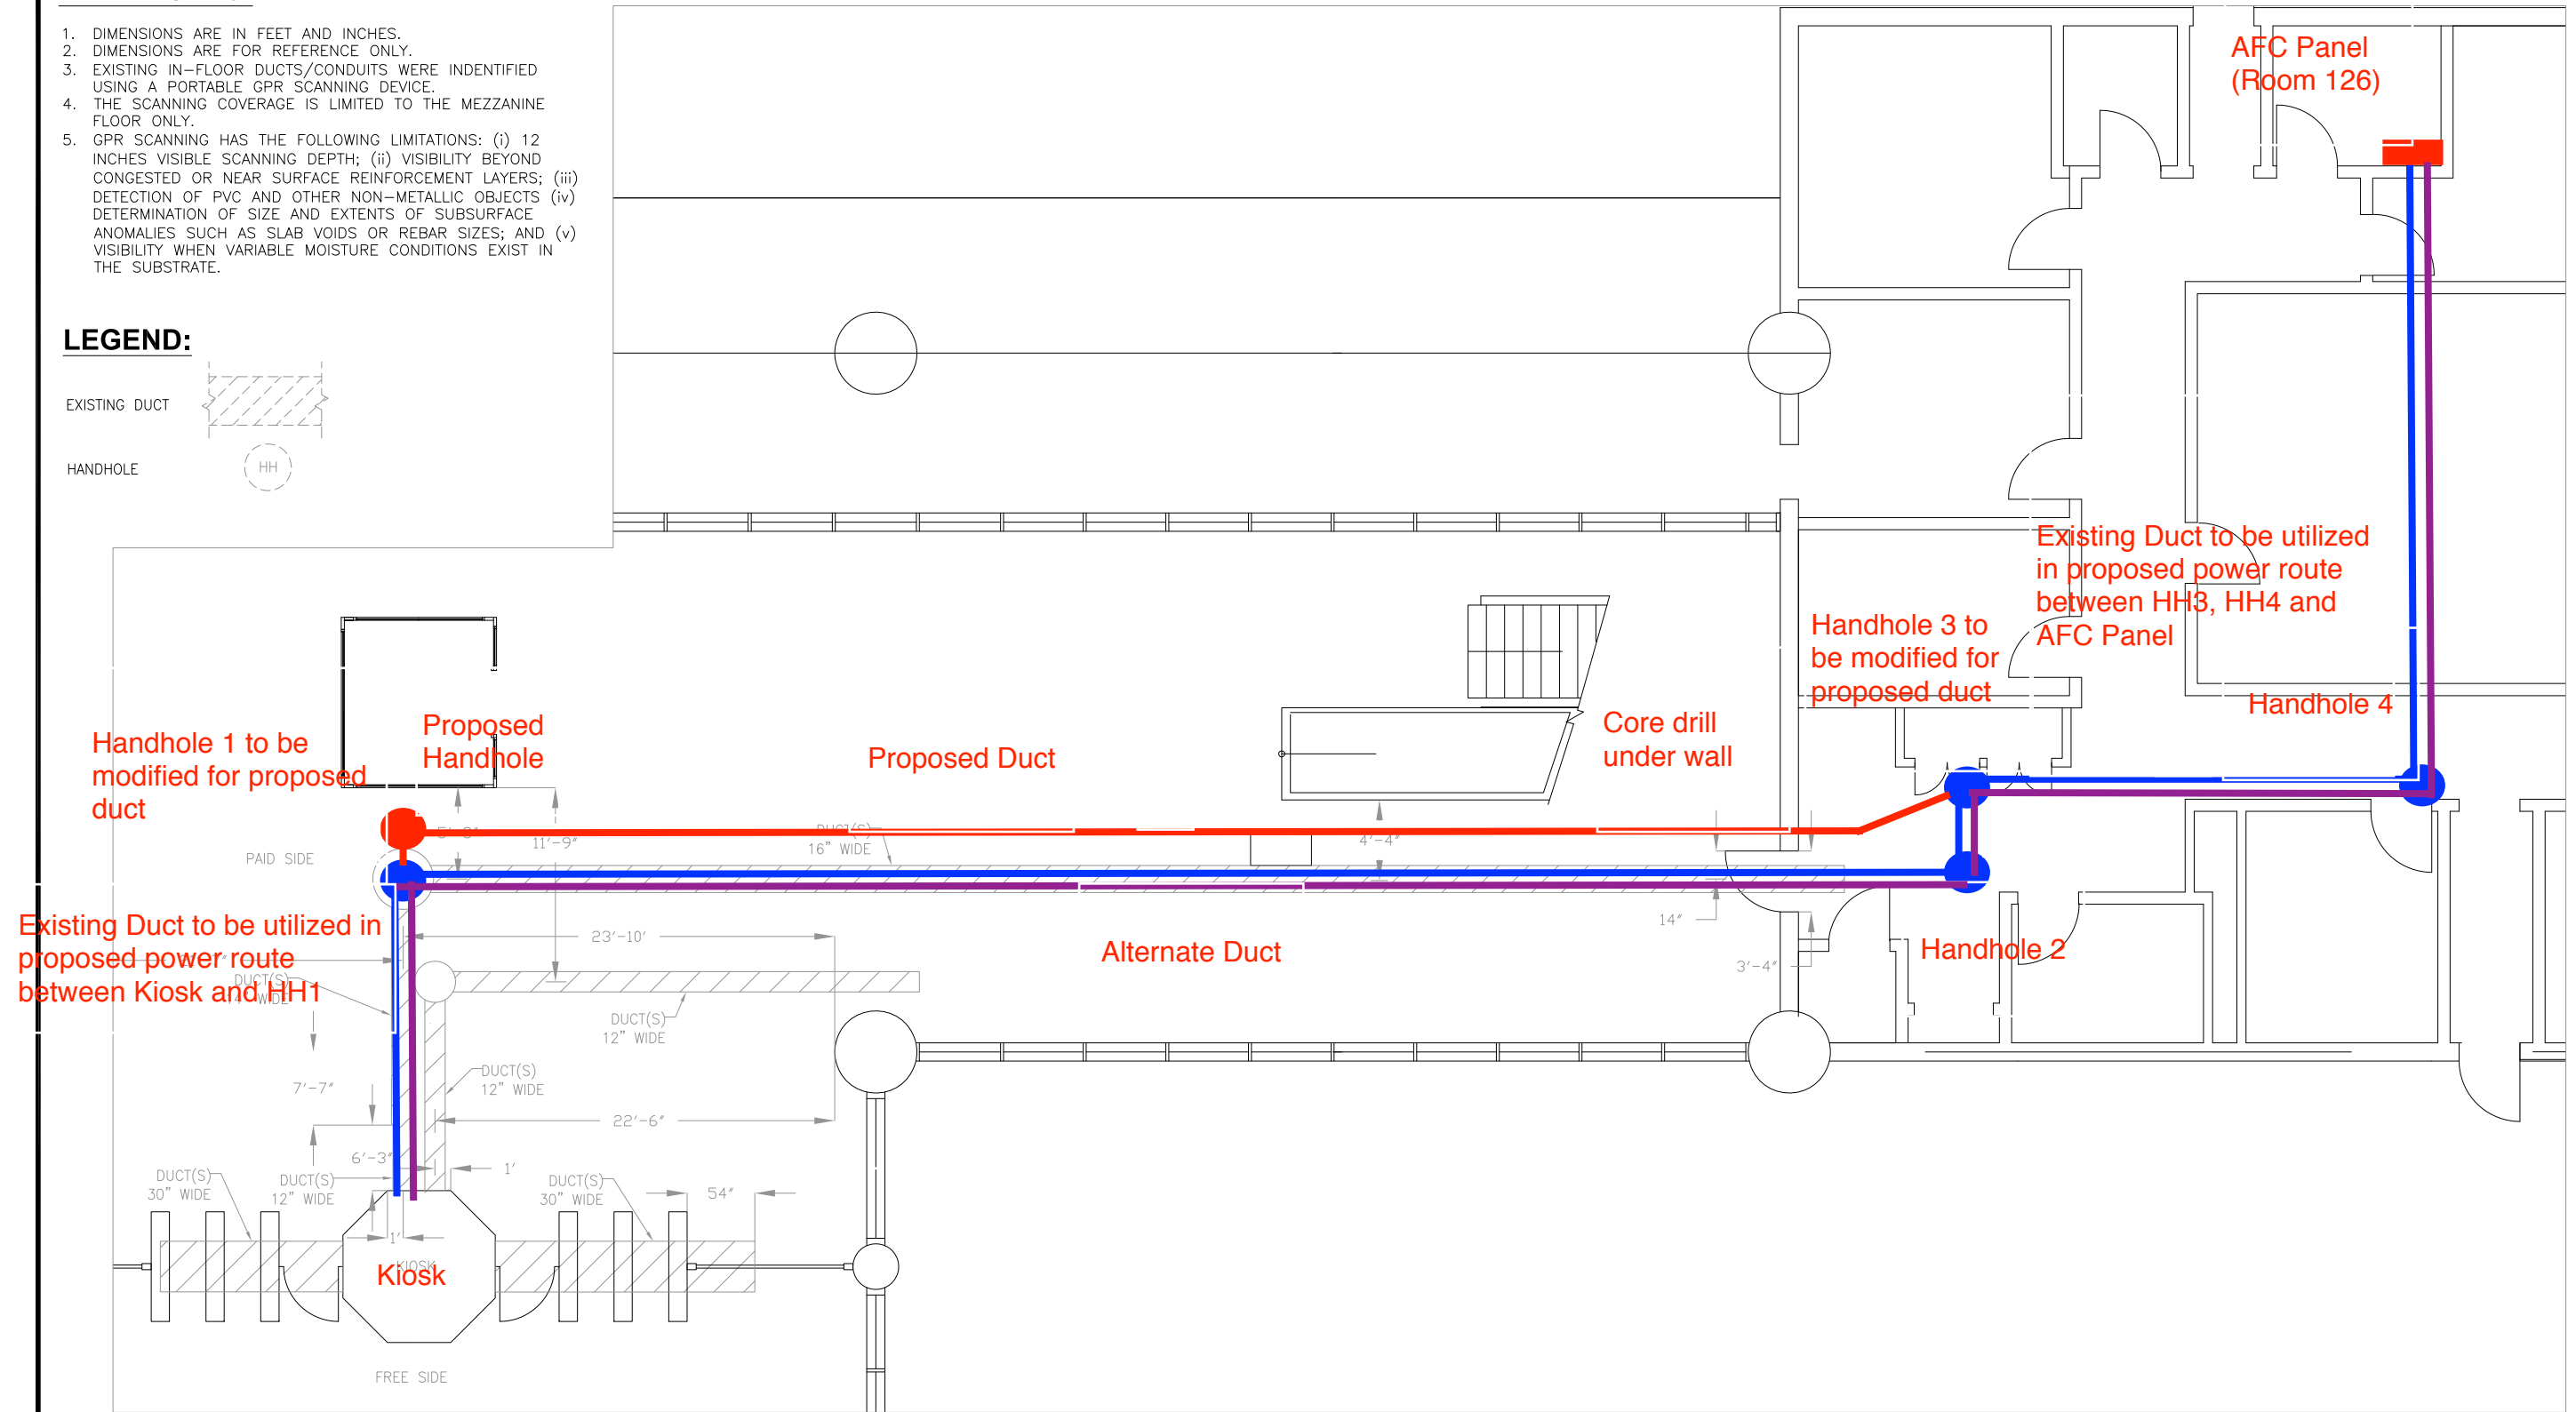 1. DIMENSIONS ARE IN FEET AND INCHES.
2. DIMENSIONS ARE FOR REFERENCE ONLY.
3. EXISTING IN-FLOOR DUCTS/CONDUITS WERE INDENTIFIED
USING A PORTABLE GPR SCANNING DEVICE.
4. THE SCANNING COVERAGE IS LIMITED TO THE MEZZANINE
FLOOR ONLY.
5. GPR SCANNING HAS THE FOLLOWING LIMITATIONS: (i) 12
INCHES VISIBLE SCANNING DEPTH; (ii) VISIBILITY BEYOND
CONGESTED OR NEAR SURFACE REINFORCEMENT LAYERS; (iii)
DETECTION OF PVC AND OTHER NON-METALLIC OBJECTS (iv)
DETERMINATION OF SIZE AND EXTENTS OF SUBSURFACE
ANOMALIES SUCH AS SLAB VOIDS OR REBAR SIZES; AND (v)
VISIBILITY WHEN VARIABLE MOISTURE CONDITIONS EXIST IN
THE SUBSTRATE.
LEGEND:
EXISTING DUCT
HANDHOLE
HH
AFC Panel
(Room 126)
Existing Duct to be utilized
in proposed power route
between HH3, HH4 and
AFC Panel
Handhole 3 to
be modified for
proposed duct
Handhole 4
Core drill
under wall
Proposed
Handhole
Proposed Duct
Handhole 1 to be
modified for proposed
duct
11'-9"
DUCT(S)
16" WIDE
4'-4"
PAID SIDE
14"
3'-4"
Handhole 2
Alternate Duct
Existing Duct to be utilized in
proposed power route
between Kiosk and HH1
23'-10'
DUCT(S)
WIDE
DUCT(S)
12" WIDE
DUCT(S)
12" WIDE
7'-7"
22'-6"
6'-3"
1'
DUCT(S)
30" WIDE
DUCT(S)
12" WIDE
DUCT(S)
30" WIDE
54"
1'
KIOSK
Kiosk
FREE SIDE